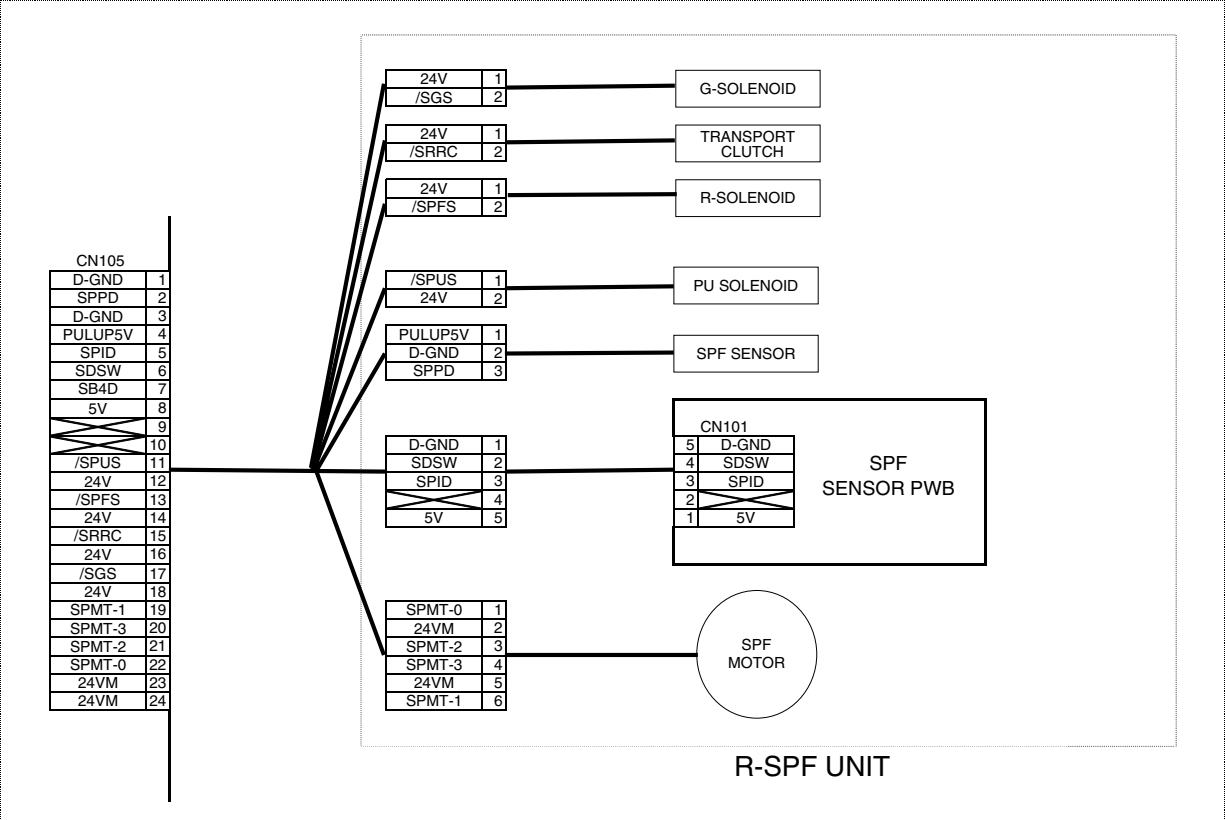 CN105
D-GND 1
SPPD 2
D-GND 3
PULUP5V 4
SPID 5
SDSW 6
SB4D 7
5V 8
9
10
/SPUS 11
24V 12
/SPFS 13
24V 14
/SRRC 15
24V 16
/SGS 17
24V 18
SPMT-1 19
SPMT-3 20
SPMT-2 21
SPMT-0 22
24VM 23
24VM 24
24V 1
/SGS 2
G-SOLENOID
24V 1
/SRRC 2
TRANSPORT
CLUTCH
24V 1
/SPFS 2
R-SOLENOID
/SPUS 1
24V 2
PU SOLENOID
PULUP5V 1
D-GND 2
SPPD 3
SPF SENSOR
D-GND 1
SDSW 2
SPID 3
4
5V 5
CN101
5 D-GND
4 SDSW
3 SPID
2
1 5V
SPF
SENSOR PWB
SPMT-0 1
24VM 2
SPMT-2 3
SPMT-3 4
24VM 5
SPMT-1 6
SPF
MOTOR
R-SPF UNIT